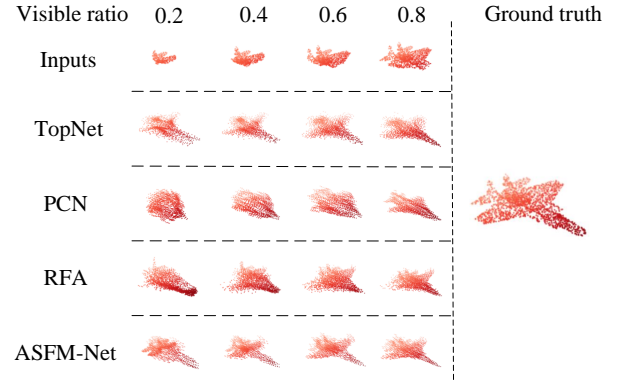 Visible ratio 0.2 0.4 0.6 0.8 Ground truth
Inputs
TopNet
PCN
RFA
ASFM-Net